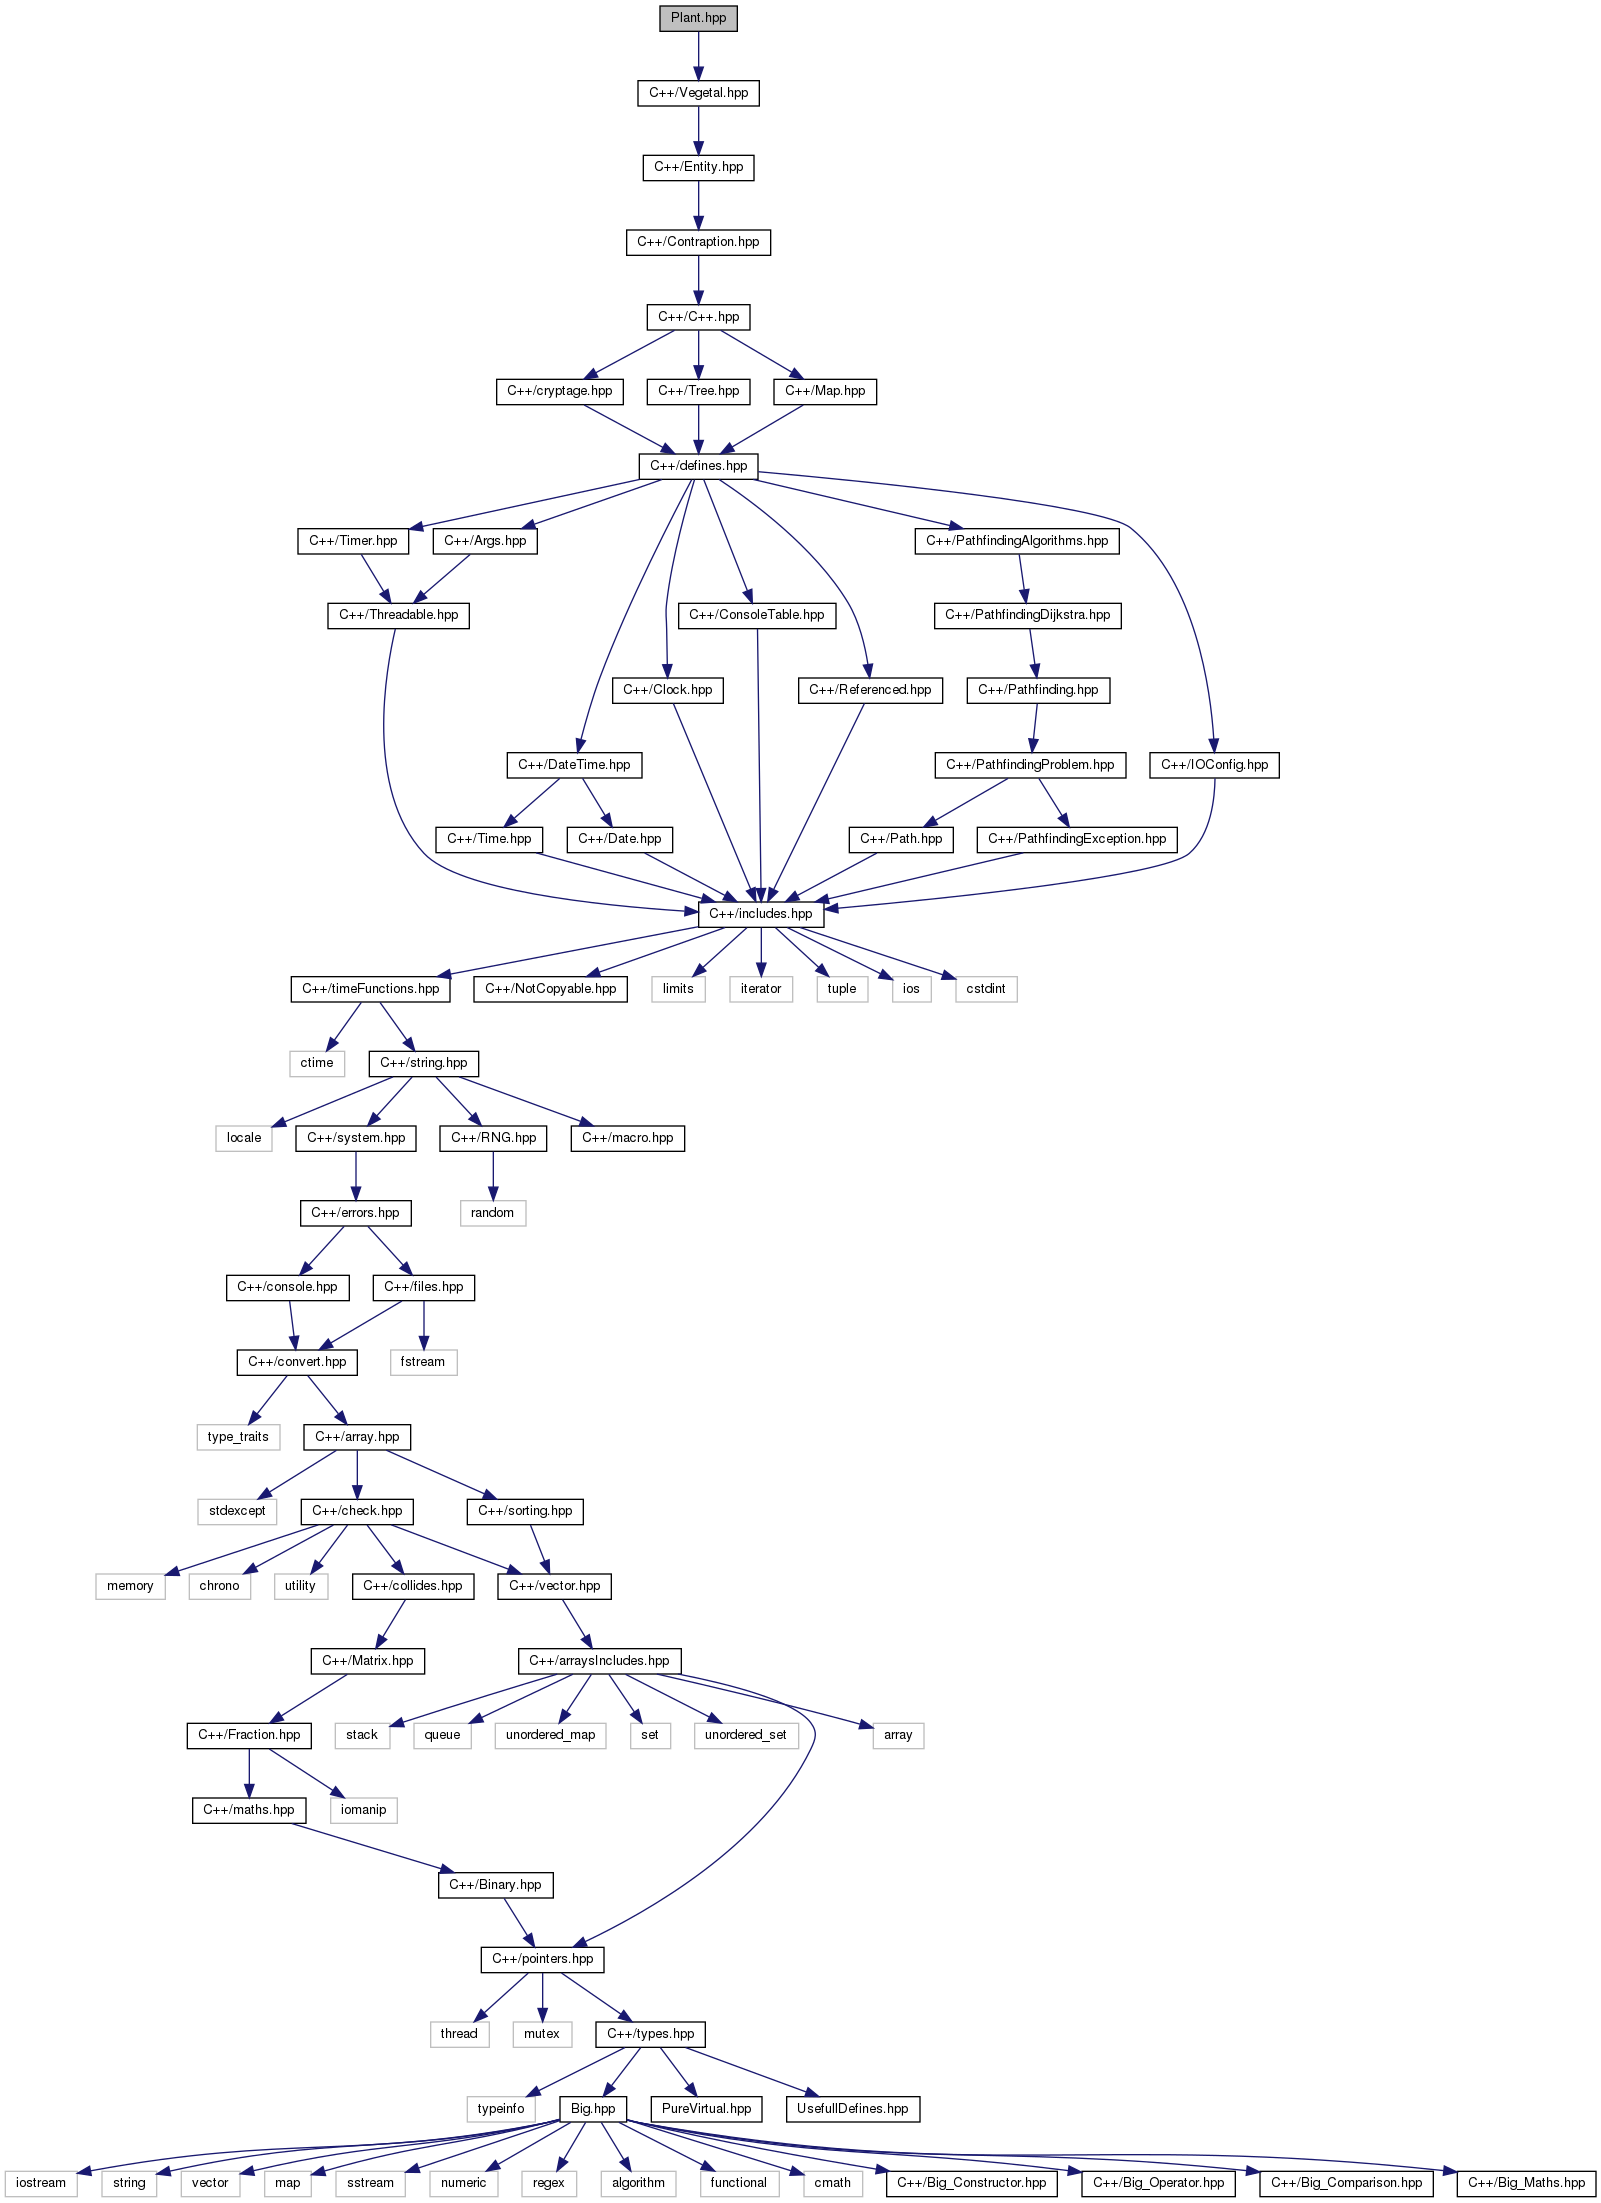 Plant.hpp
C++/Vegetal.hpp
C++/Entity.hpp
C++/Contraption.hpp
C++/C++.hpp
C++/cryptage.hpp
C++/Tree.hpp
C++/Map.hpp
C++/defines.hpp
C++/Timer.hpp
C++/Args.hpp
C++/PathfindingAlgorithms.hpp
C++/Threadable.hpp
C++/ConsoleTable.hpp
C++/PathfindingDijkstra.hpp
C++/Clock.hpp
C++/Referenced.hpp
C++/Pathfinding.hpp
C++/DateTime.hpp
C++/PathfindingProblem.hpp
C++/IOConfig.hpp
C++/Time.hpp
C++/Date.hpp
C++/Path.hpp
C++/PathfindingException.hpp
C++/includes.hpp
C++/timeFunctions.hpp
C++/NotCopyable.hpp
limits
iterator
tuple
ios
cstdint
ctime
C++/string.hpp
locale
C++/system.hpp
C++/RNG.hpp
C++/macro.hpp
C++/errors.hpp
random
C++/console.hpp
C++/files.hpp
C++/convert.hpp
fstream
type_traits
C++/array.hpp
stdexcept
C++/check.hpp
C++/sorting.hpp
memory
chrono
utility
C++/collides.hpp
C++/vector.hpp
C++/Matrix.hpp
C++/arraysIncludes.hpp
C++/Fraction.hpp
stack
queue
unordered_map
set
unordered_set
array
C++/maths.hpp
iomanip
C++/Binary.hpp
C++/pointers.hpp
thread
mutex
C++/types.hpp
typeinfo
Big.hpp
PureVirtual.hpp
UsefullDefines.hpp
iostream
string
vector
map
sstream
numeric
regex
algorithm
functional
cmath
C++/Big_Constructor.hpp
C++/Big_Operator.hpp
C++/Big_Comparison.hpp
C++/Big_Maths.hpp